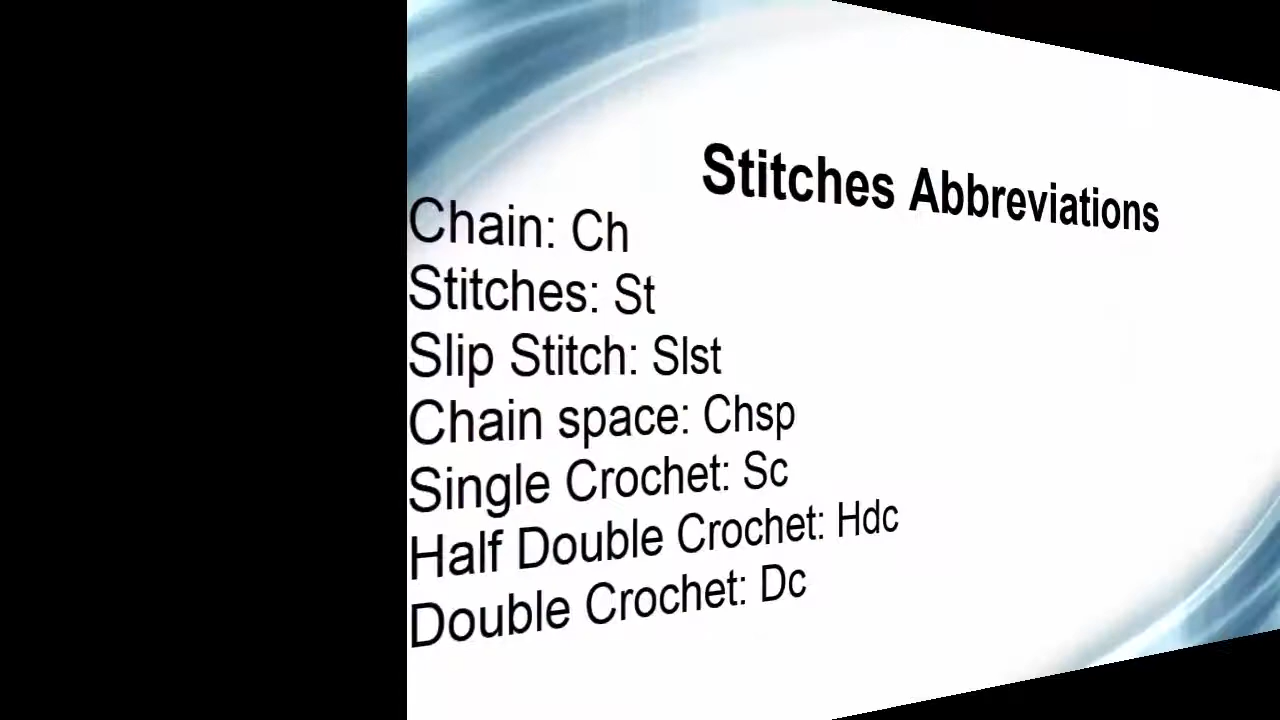 Stitches Abbreviations
Chain: Ch
Stitches: St
Slip Stitch: Slst
Chain space: Chsp
Single Crochet: Sc
Half Double Crochet: Hdc
Double Crochet: Dc